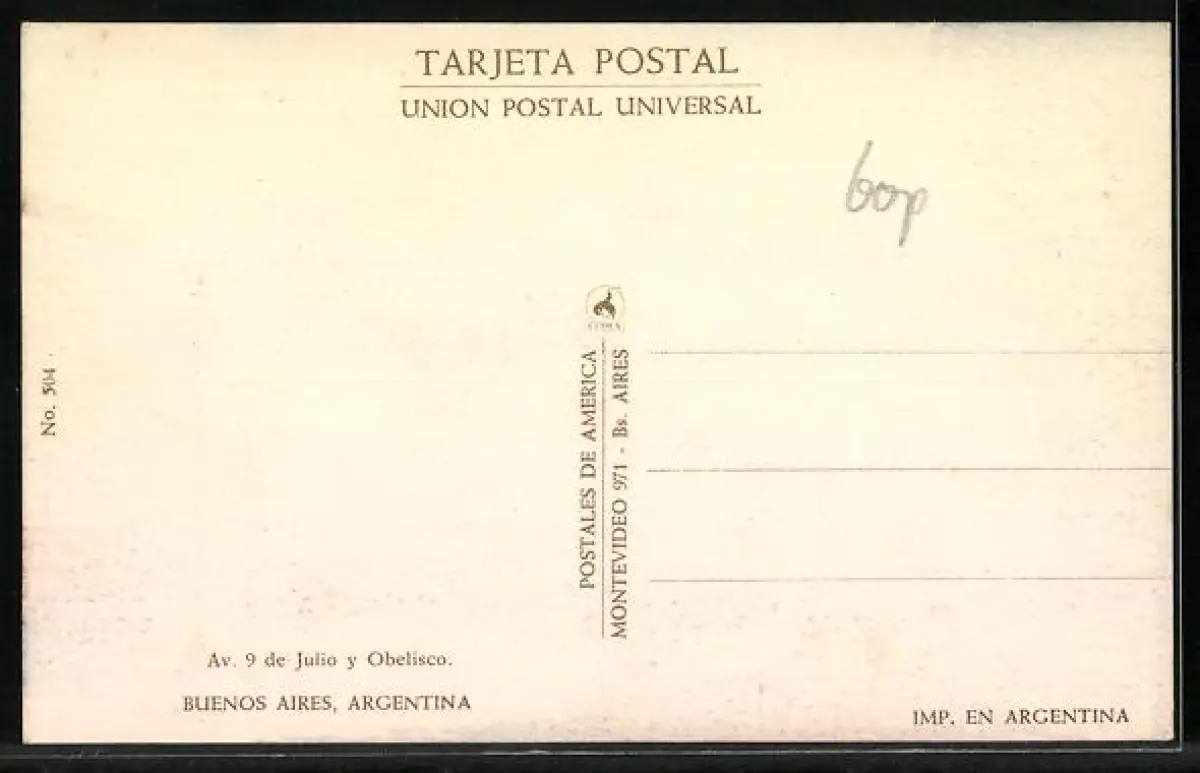 TARJETA POSTAL
UNION POSTAL UNIVERSAL
No. 504
POSTALES DE AMERICA
MONTEVIDEO 971 - Bs. AIRES
Av. 9 de Julio y Obelisco.
BUENOS AIRES, ARGENTINA
IMP. EN ARGENTINA